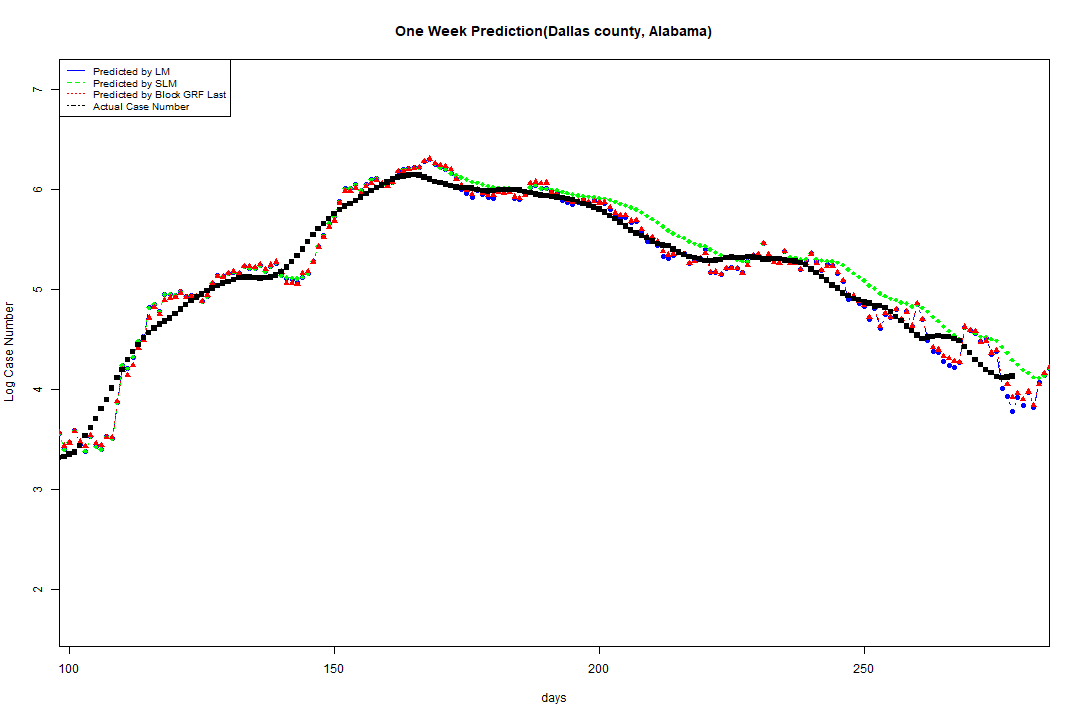 One Week Prediction(Dallas county, Alabama)
Predicted by LM
Predicted by SLM
Predicted by Block GRF Last
Actual Case Number
7
6
5
4
3
2
Log Case Number
100 150 200 250
days